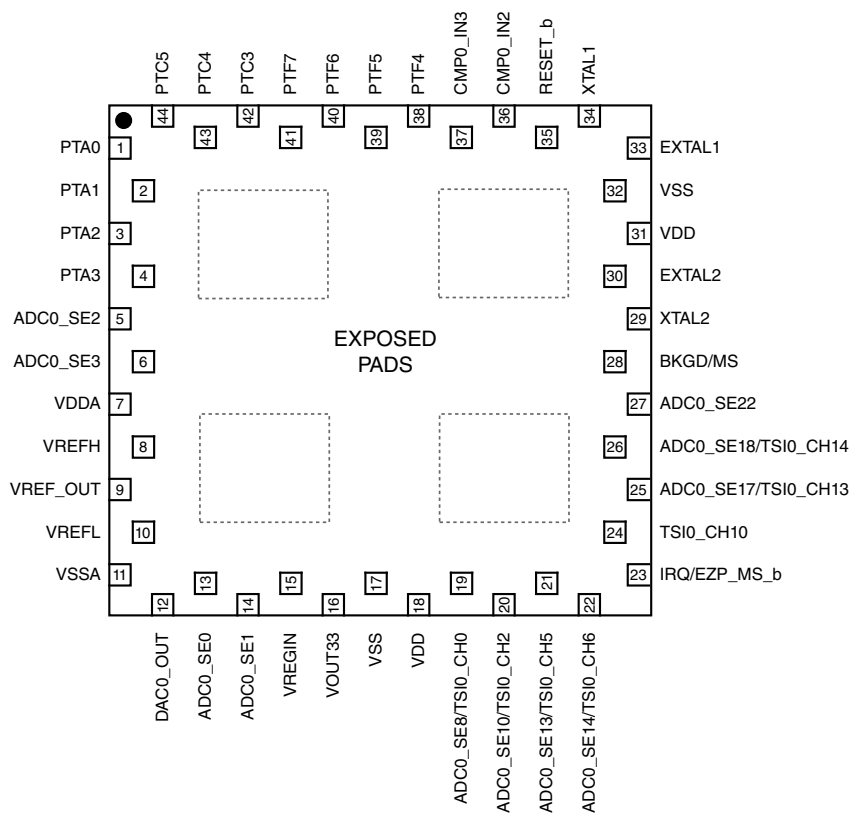 PTC5
PTC4
PTC3
PTF7
PTF6
PTF5
PTF4
CMP0_IN3
CMP0_IN2
RESET_b
XTAL1
44
43
42
41
40
39
38
37
36
35
34
PTA0 1
PTA1 2
PTA2 3
PTA3 4
ADC0_SE2 5
ADC0_SE3 6
VDDA 7
VREFH 8
VREF_OUT 9
VREFL 10
VSSA 11
EXPOSED
PADS
33 EXTAL1
32 VSS
31 VDD
30 EXTAL2
29 XTAL2
28 BKGD/MS
27 ADC0_SE22
26 ADC0_SE18/TSI0_CH14
25 ADC0_SE17/TSI0_CH13
24 TSI0_CH10
23 IRQ/EZP_MS_b
12
13
14
15
16
17
18
19
20
21
22
DAC0_OUT
ADC0_SE0
ADC0_SE1
VREGIN
VOUT33
VSS
VDD
ADC0_SE8/TSI0_CH0
ADC0_SE10/TSI0_CH2
ADC0_SE13/TSI0_CH5
ADC0_SE14/TSI0_CH6